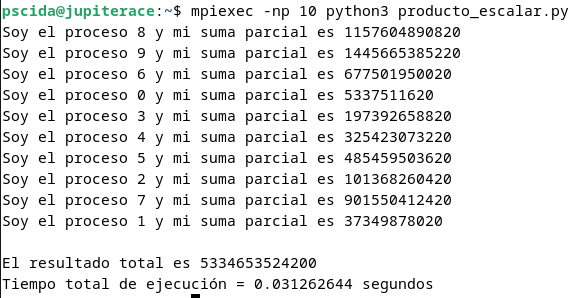 pscida@jupiterace:~$ mpiexec -np 10 python3 producto_escalar.py
Soy el proceso 8 y mi suma parcial es 1157604890820
Soy el proceso 9 y mi suma parcial es 1445665385220
Soy el proceso 6 y mi suma parcial es 677501950020
Soy el proceso 0 y mi suma parcial es 5337511620
Soy el proceso 3 y mi suma parcial es 197392658820
Soy el proceso 4 y mi suma parcial es 325423073220
Soy el proceso 5 y mi suma parcial es 485459503620
Soy el proceso 2 y mi suma parcial es 101368260420
Soy el proceso 7 y mi suma parcial es 901550412420
Soy el proceso 1 y mi suma parcial es 37349878020
El resultado total es 5334653524200
Tiempo total de ejecución = 0.031262644 segundos